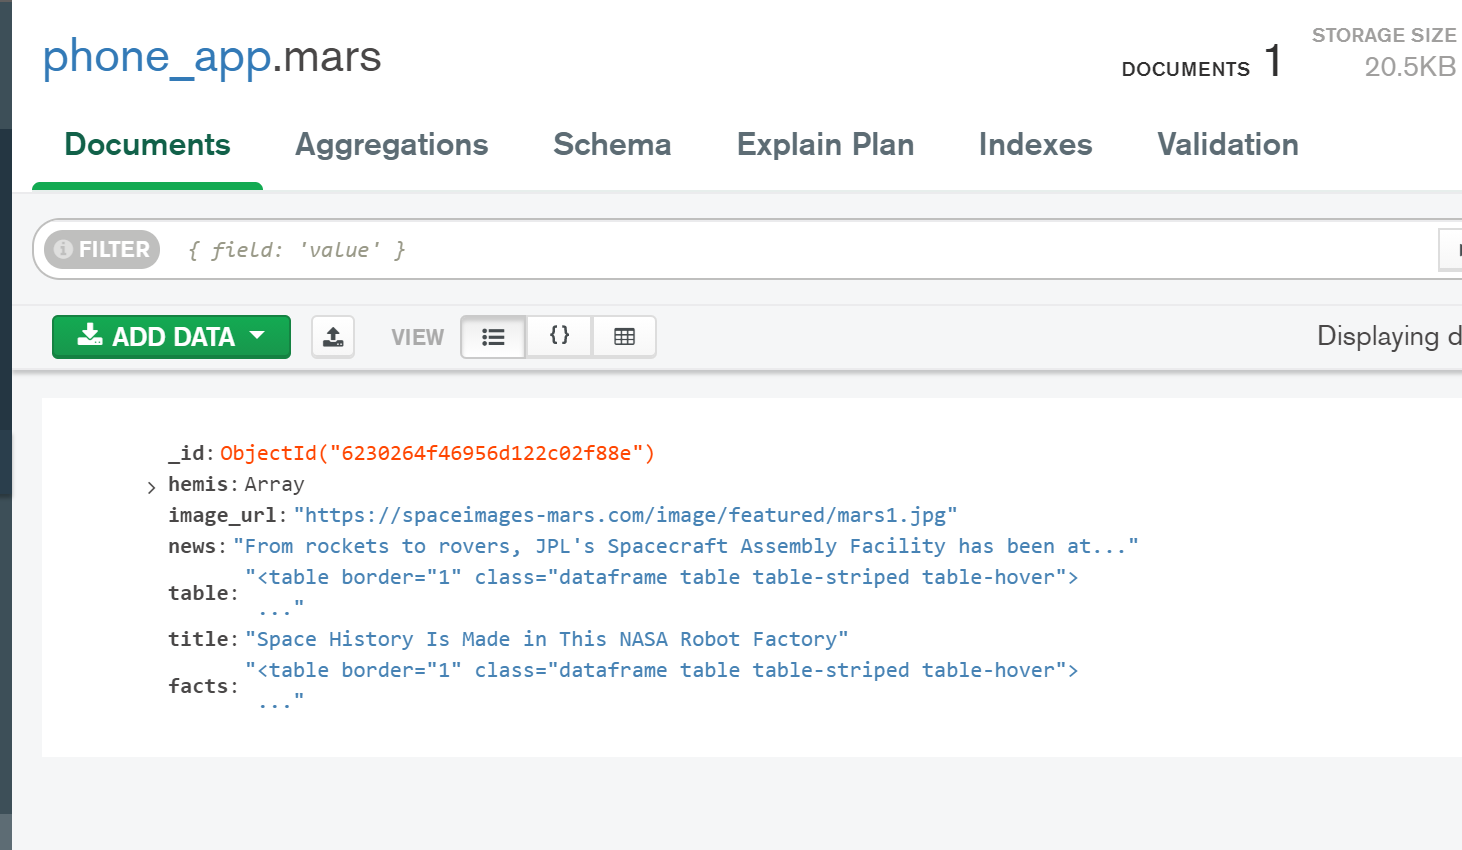 phone_app.mars
DOCUMENTS 1
STORAGE SIZE
20.5KB
Documents Aggregations Schema Explain Plan Indexes Validation
FILTER { field: 'value' }
ADD DATA VIEW {} Displaying d
_id: ObjectId("6230264f46956d122c02f88e")
hemis: Array
image_url: "https://spaceimages-mars.com/image/featured/mars1.jpg"
news: "From rockets to rovers, JPL's Spacecraft Assembly Facility has been at..."
table: "<table border="1" class="dataframe table table-striped table-hover">
..."
title: "Space History Is Made in This NASA Robot Factory"
facts: "<table border="1" class="dataframe table table-striped table-hover">
..."